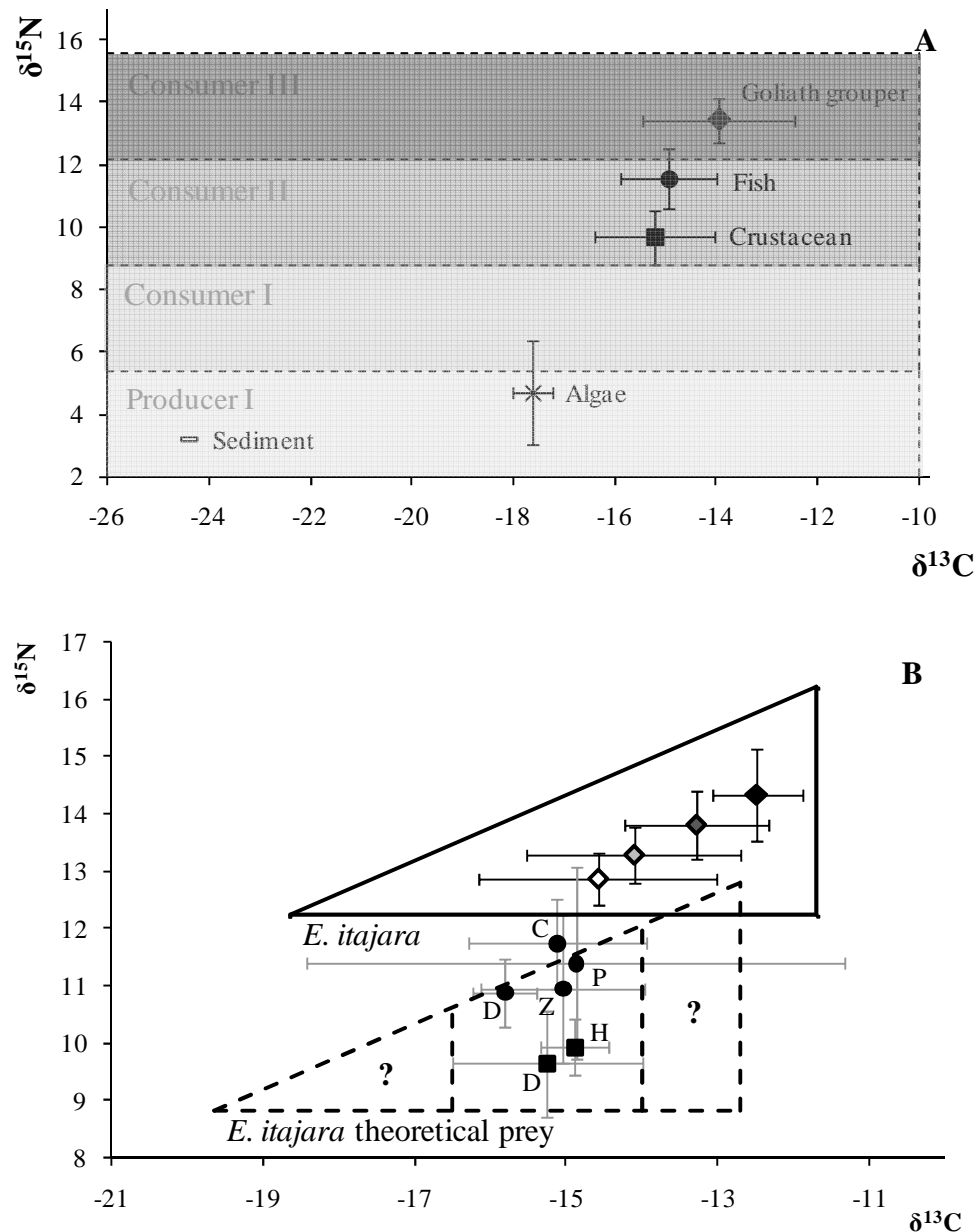 δ15N
A
16
Consumer III
Goliath grouper
14
12
Consumer II
Fish
10
Crustacean
8
Consumer I
6
Algae
Producer I
4
Sediment
2
-26 -24 -22 -20 -18 -16 -14 -12 -10
δ13C
δ15N
17
B
16
15
14
13
E. itajara
C
12
P
11
D
Z
H
10
?
?
D
9
E. itajara theoretical prey
8
-21 -19 -17 -15 -13 -11
δ13C